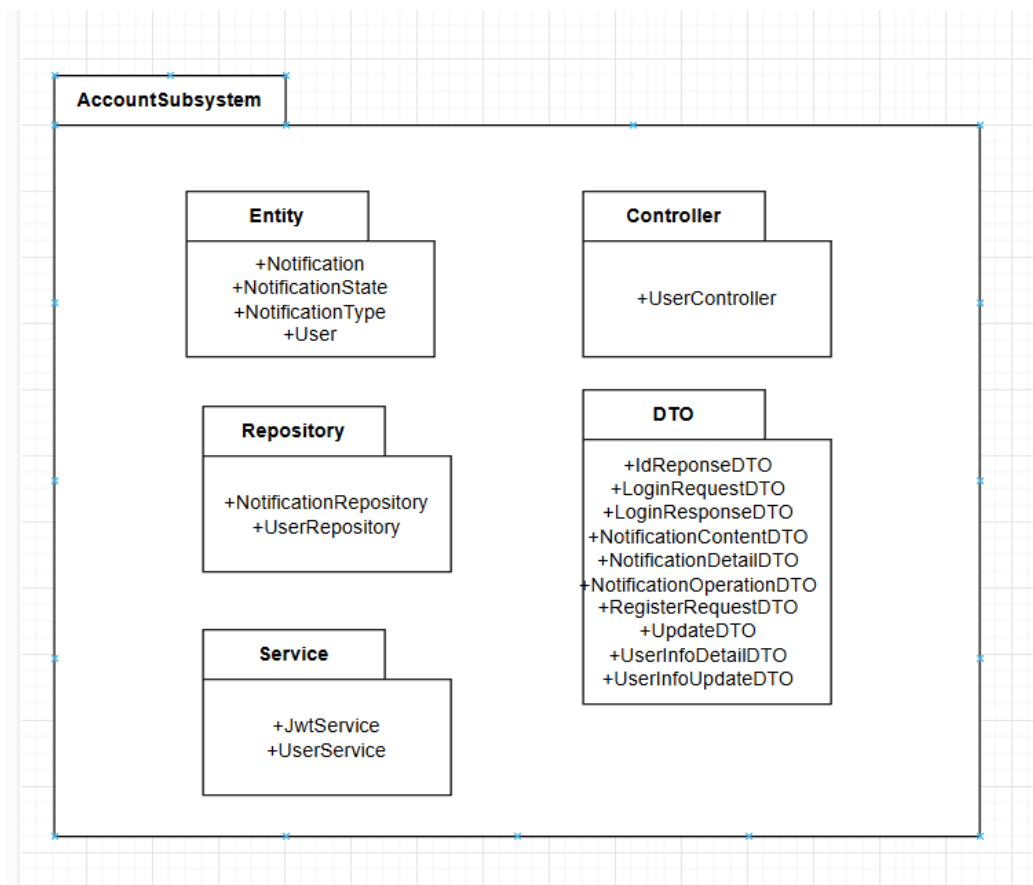 AccountSubsystem
Entity
+Notification
+NotificationState
+NotificationType
+User
Controller
+UserController
Repository
+NotificationRepository
+UserRepository
DTO
+IdReponseDTO
+LoginRequestDTO
+LoginResponseDTO
+NotificationContentDTO
+NotificationDetailDTO
+NotificationOperationDTO
+RegisterRequestDTO
+UpdateDTO
+UserInfoDetailDTO
+UserInfoUpdateDTO
Service
+JwtService
+UserService